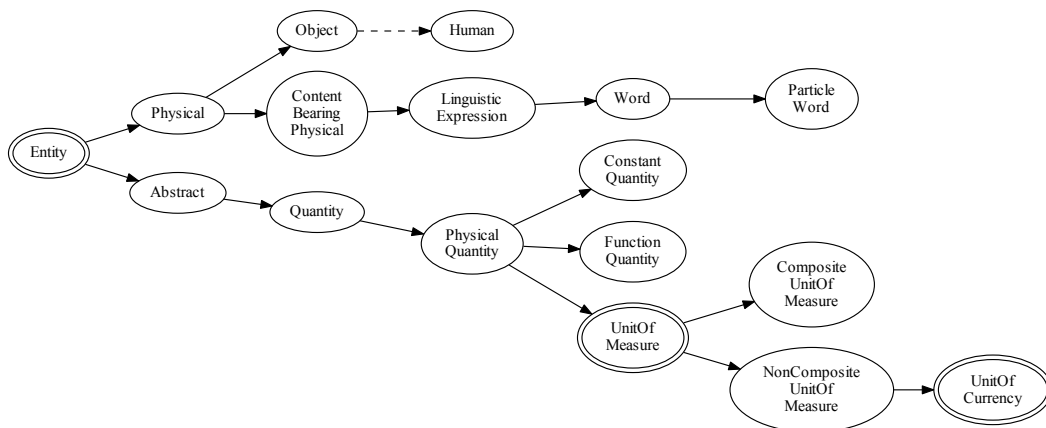 Object
Human
Physical
Content
Bearing
Physical
Linguistic
Expression
Word
Particle
Word
Entity
Abstract
Quantity
Physical
Quantity
Constant
Quantity
Function
Quantity
UnitOf
Measure
Composite
UnitOf
Measure
NonComposite
UnitOf
Measure
UnitOf
Currency